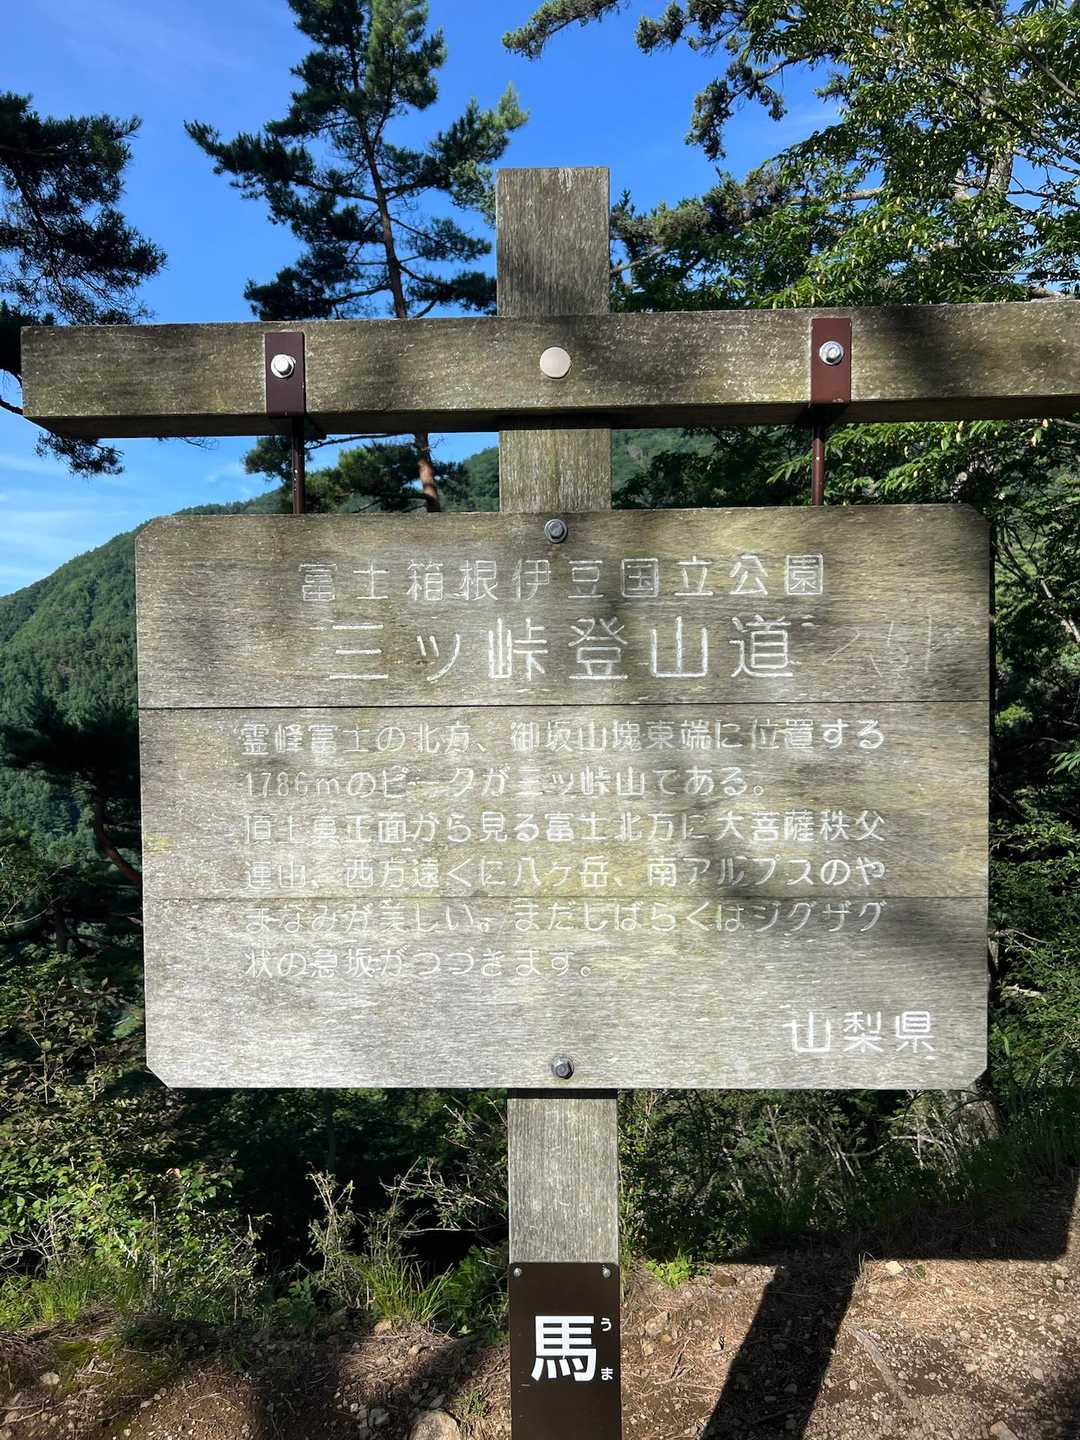 富士箱根伊豆国立公園
三ッ峠登山道
霊峰富士の北方、御坂山塊東端に位置する
1786mのピークが三ッ峠山である。
頂上真正面から見る富士北方に大菩薩秩父
連山、西方遠くに八ヶ岳、南アルプスのや
まなみが美しい。まだしばらくはジグザグ
状の急坂がつづきます。
山梨県
馬
うま